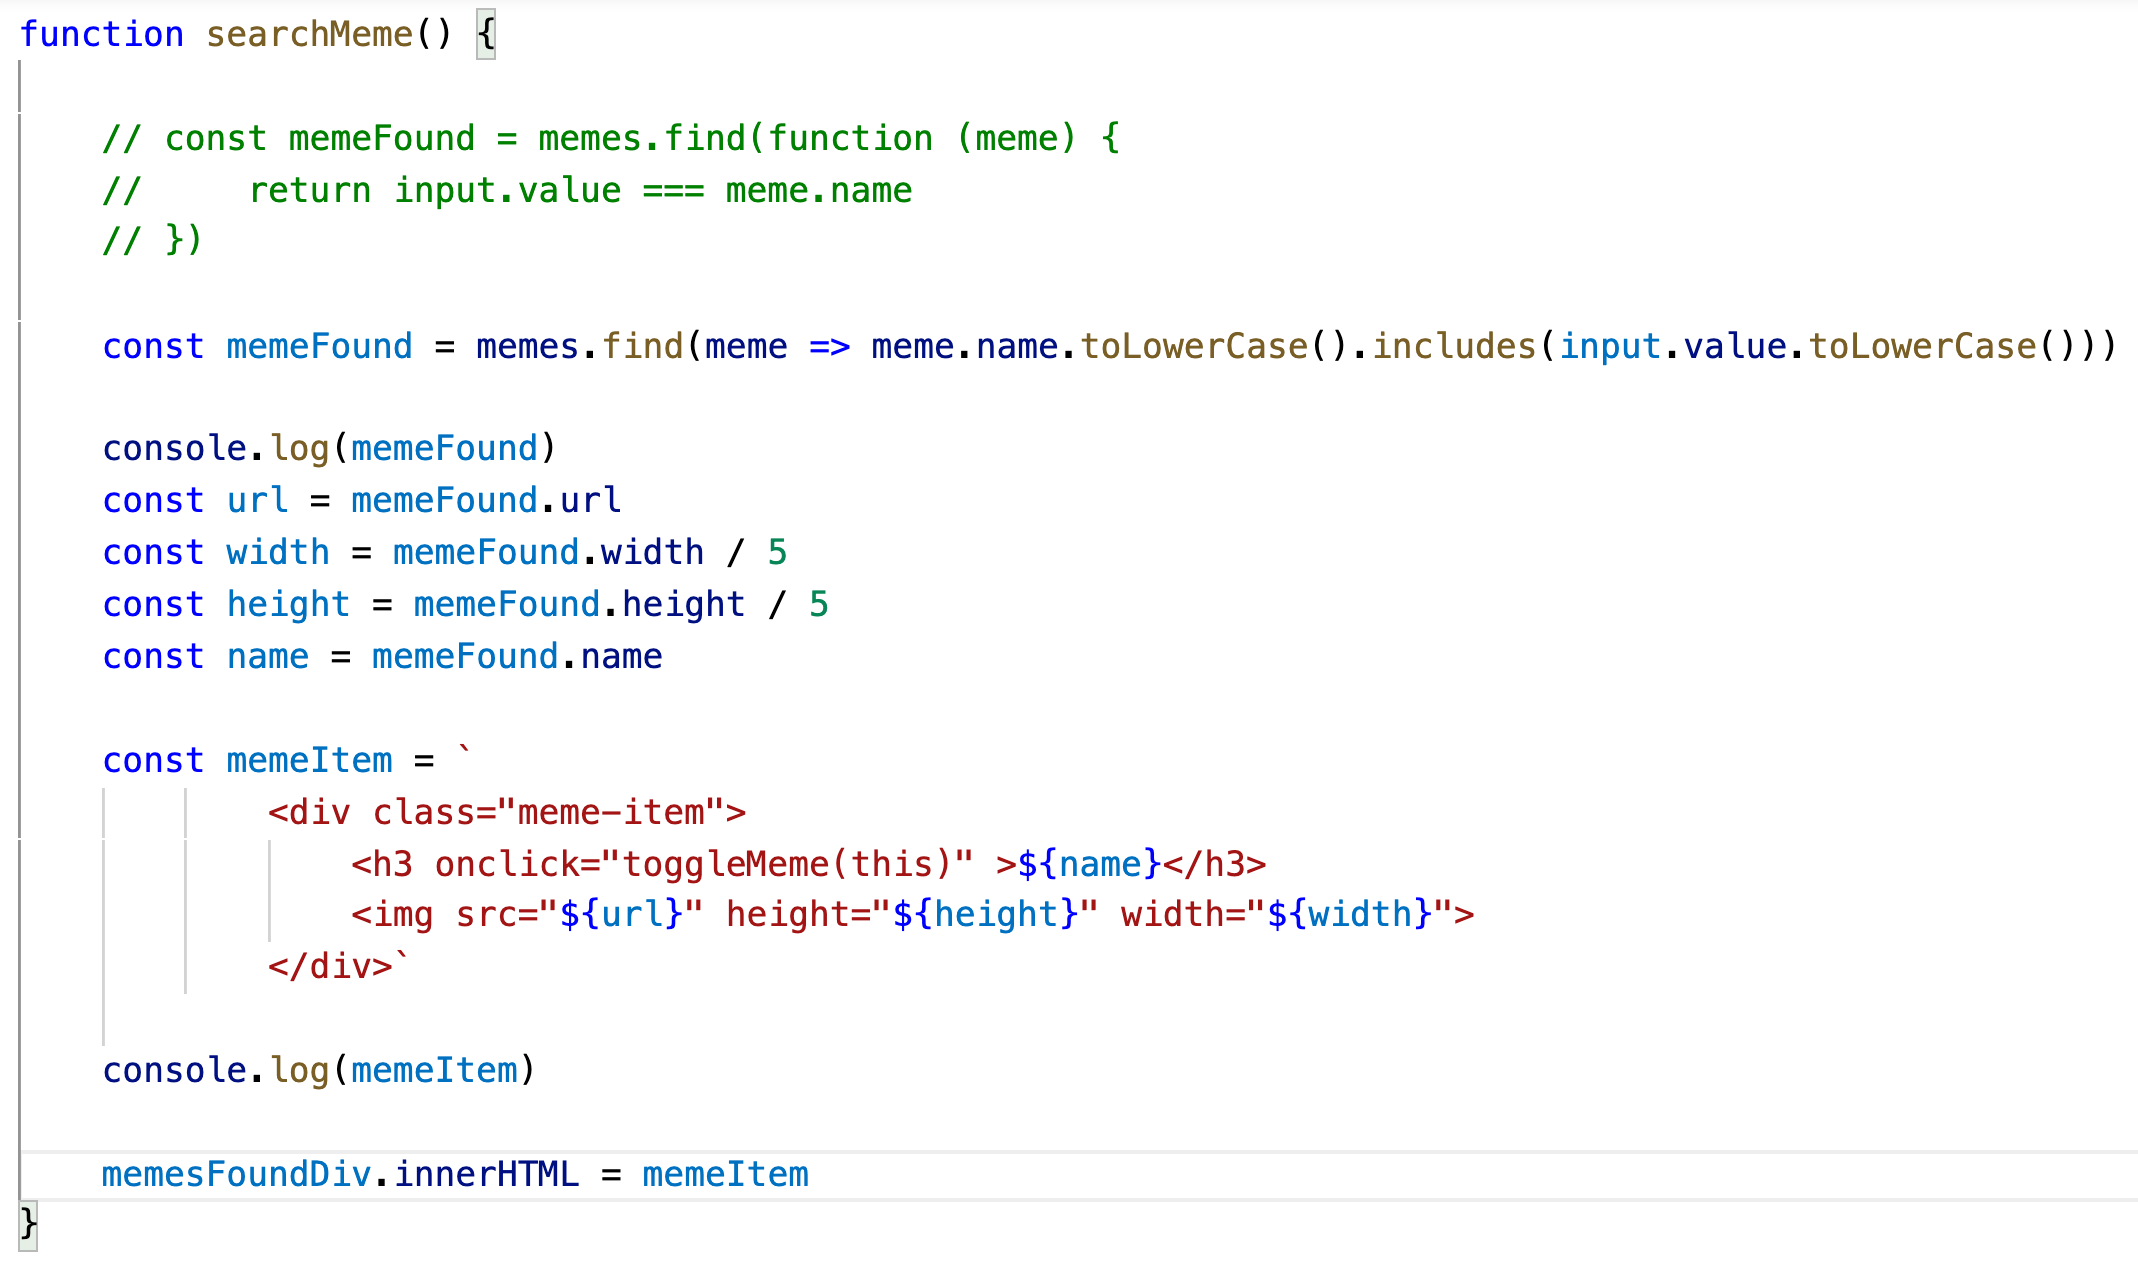 function searchMeme() {
// const memeFound = memes.find(function (meme) {
//     return input.value === meme.name
// })
const memeFound = memes.find(meme => meme.name.toLowerCase().includes(input.value.toLowerCase()))
console.log(memeFound)
const url = memeFound.url
const width = memeFound.width / 5
const height = memeFound.height / 5
const name = memeFound.name
const memeItem = `
<div class="meme-item">
<h3 onclick="toggleMeme(this)" >${name}</h3>
<img src="${url}" height="${height}" width="${width}">
</div>`
console.log(memeItem)
memesFoundDiv.innerHTML = memeItem
}